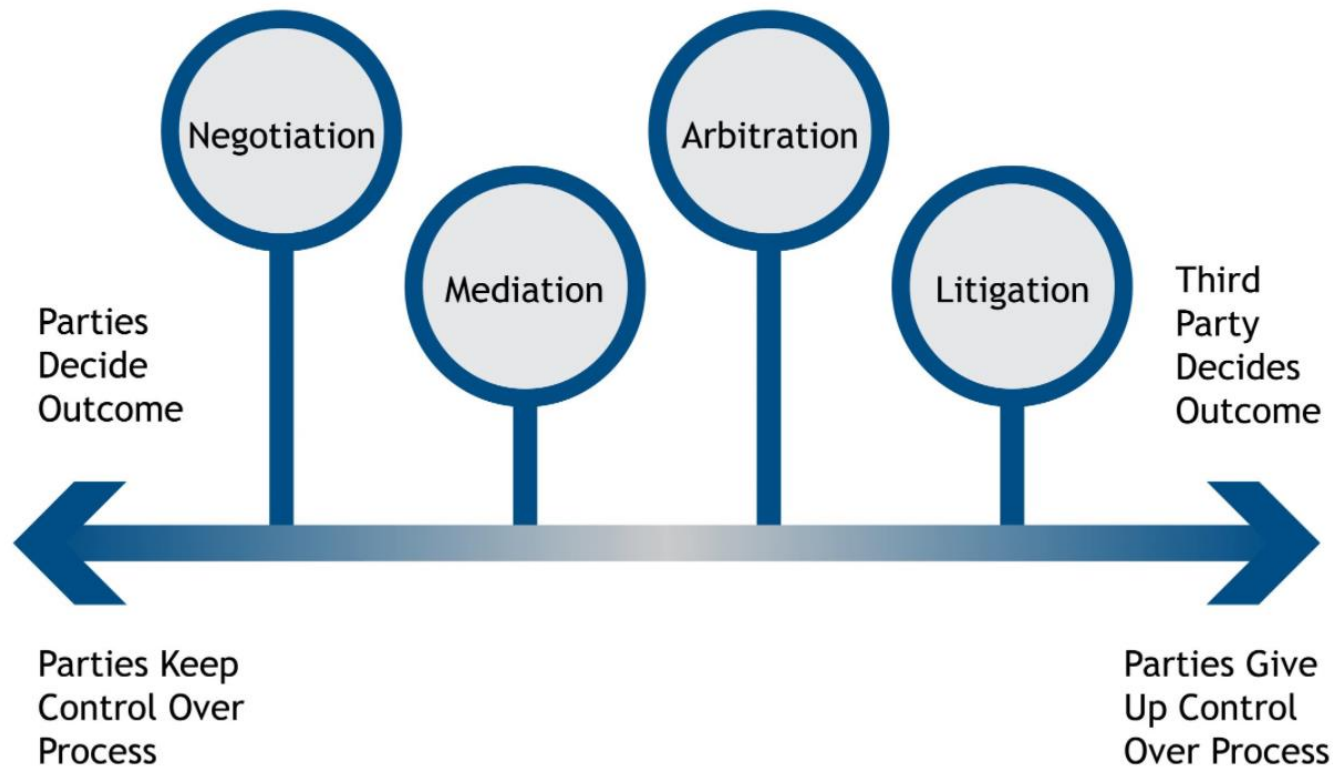 Negotiation
Arbitration
Mediation
Litigation
Parties
Decide
Outcome
Third
Party
Decides
Outcome
Parties Keep
Control Over
Process
Parties Give
Up Control
Over Process